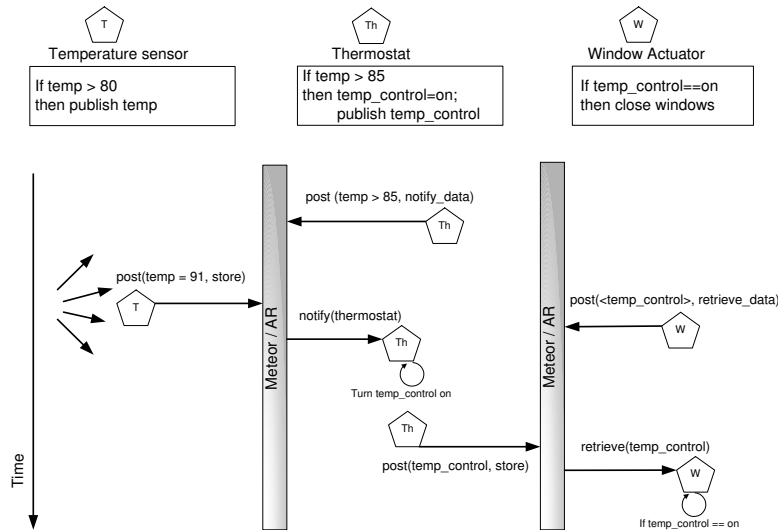 T
Th
W
Temperature sensor
Thermostat
Window Actuator
If temp > 80
then publish temp
If temp > 85
then temp_control=on;
publish temp_control
If temp_control==on
then close windows
post (temp > 85, notify_data)
Th
post(temp = 91, store)
T
post(<temp_control>, retrieve_data)
W
notify(thermostat)
Th
Turn temp_control on
Meteor / AR
Meteor / AR
Th
post(temp_control, store)
retrieve(temp_control)
W
If temp_control == on
Time